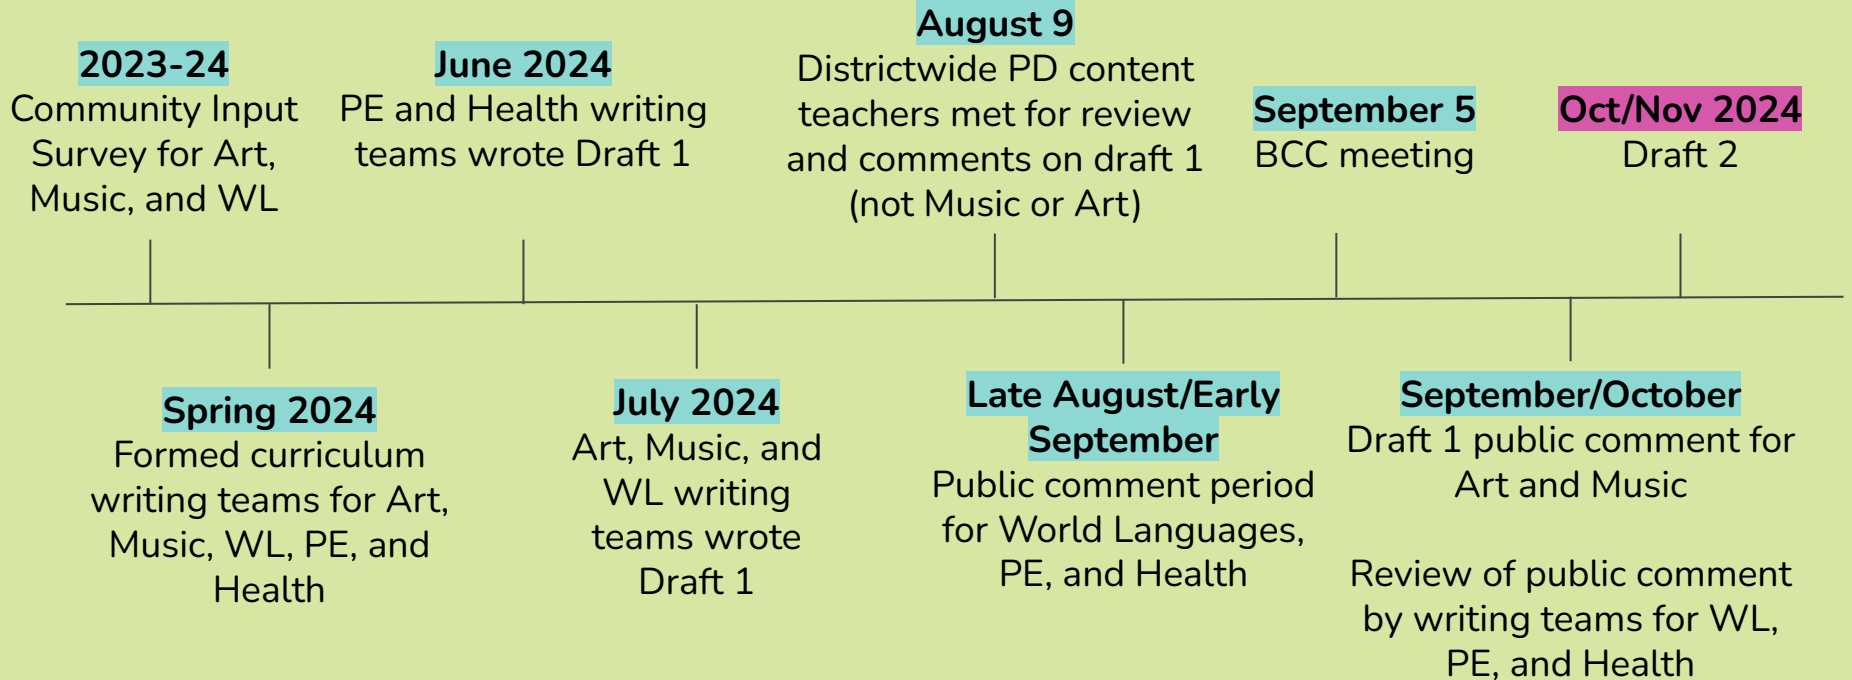 2023-24
Community Input
Survey for Art,
Music, and WL
Spring 2024
Formed curriculum
writing teams for Art,
Music, WL, PE, and
Health
June 2024
PE and Health writing
teams wrote Draft 1
July 2024
Art, Music, and
WL writing
teams wrote
Draft 1
August 9
Districtwide PD content
teachers met for review
and comments on draft 1
(not Music or Art)
Late August/Early
September
Public comment period
for World Languages,
PE, and Health
September 5
BCC meeting
September/October
Draft 1 public comment for
Art and Music
Review of public comment
by writing teams for WL,
PE, and Health
Oct/Nov 2024
Draft 2